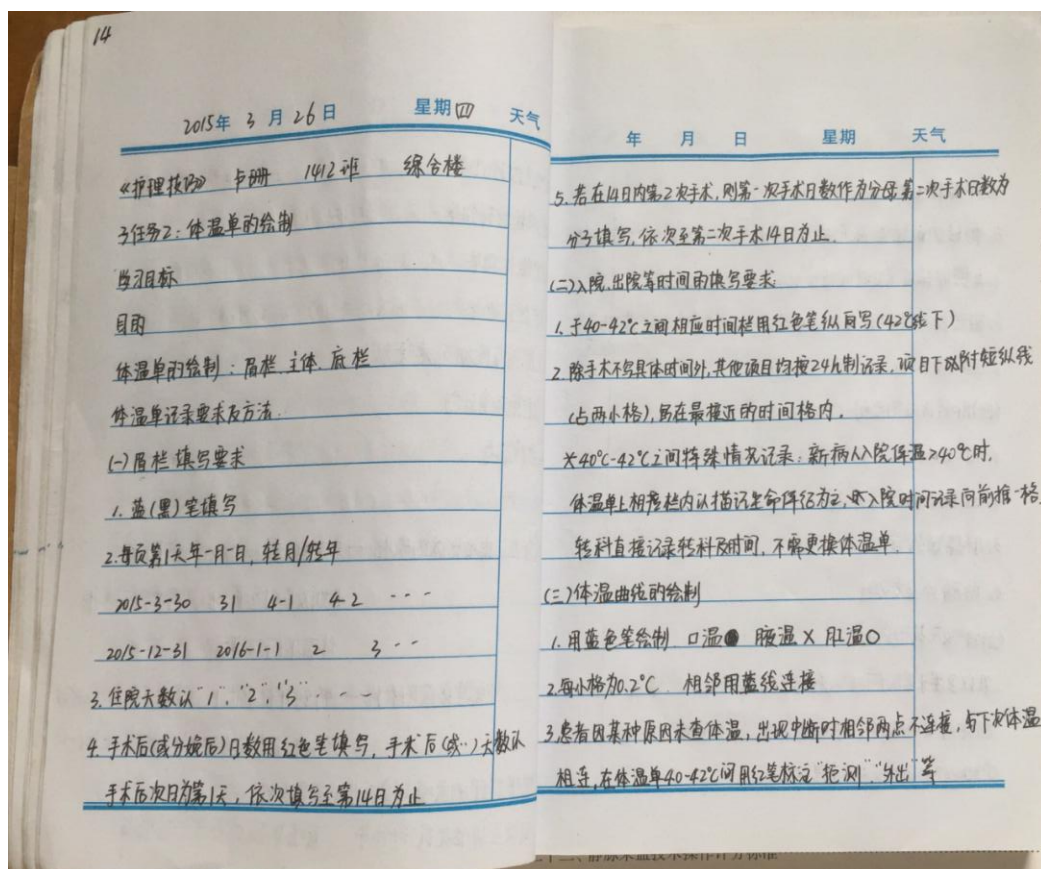 14
2015年 3月 26日 星期四 天气
《护理技巧》 卢珊 1412班 综合楼
子任务2:体温单的绘制
学习目标
目的
体温单的绘制:眉栏、主体、底栏
体温单记录要求及方法.
(一)眉栏填写要求
1. 蓝(黑)笔填写
2. 每页第1天年-月-日, 转月/转年
2015-3-30 31 4-1 4-2 ---
2015-12-31 2016-1-1 2 3 --
3. 住院天数以"1"、"2"、"3"---
4. 手术后(或分娩后)日数用红色笔填写, 手术后(或…)天数以
手术后次日为第1天, 依次填写至第14日为止
年 月 日 星期 天气
5. 若在14日内第2次手术, 则第一次手术日数作为分母第二次手术日数为
分子填写, 依次至第二次手术14日为止.
(二)入院.出院等时间的填写要求:
1. 于40-42℃之间相应时间栏用红色笔纵向写(42℃线下)
2. 除手术不写具体时间外, 其他项目均按24h制记录, 项目下附短纵线
(占两小格), 写在最接近的时间格内.
*40℃-42℃之间特殊情况记录:新病人入院体温≥40℃时,
体温单上相应栏内以描记生命体征为主, 入院时间记录向前推一格.
转科直接记录转科及时间, 不需更换体温单.
(三)体温曲线的绘制
1. 用蓝色笔绘制 口温● 腋温× 肛温○
2. 每小格为0.2℃, 相邻用蓝线连接
3. 患者因某种原因未查体温, 出现中断时相邻两点不连接, 与下次体温
相连, 在体温单40-42℃间用红笔标注"拒测""外出"等